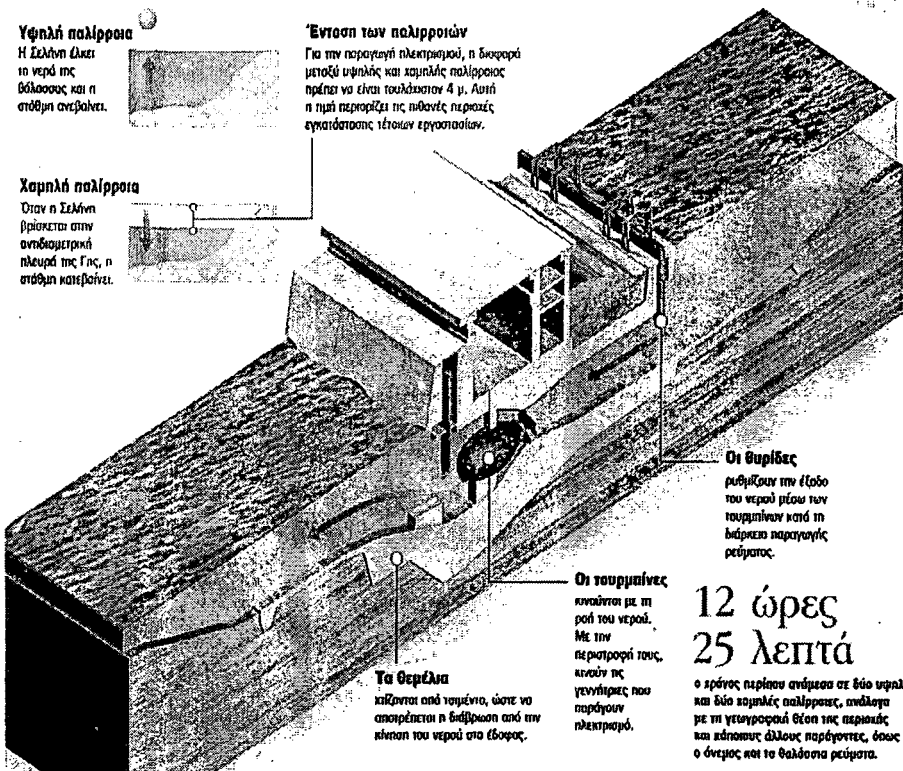 Υψηλή παλίρροια
Η Σελήνη έλκει
το νερό της
θάλασσας και η
στάθμη ανεβαίνει.
Ένταση των παλιρροιών
Για την παραγωγή ηλεκτρισμού, η διαφορά
μεταξύ υψηλής και χαμηλής παλίρροιας
πρέπει να είναι τουλάχιστον 4 μ. Αυτή
η τιμή περιορίζει τις πιθανές περιοχές
εγκατάστασης τέτοιων εργοστασίων.
Χαμηλή παλίρροια
Όταν η Σελήνη
βρίσκεται στην
αντιδιαμετρική
πλευρά της Γης, η
στάθμη κατεβαίνει.
Οι θυρίδες
ρυθμίζουν την έξοδο
του νερού μέσω των
τουρμπίνων κατά τη
διάρκεια παραγωγής
ρεύματος.
Οι τουρμπίνες
κινούνται με τη
ροή του νερού.
Με την
περιστροφή τους,
κινούν τις
γεννήτριες που
παράγουν
ηλεκτρισμό.
Τα θεμέλια
χτίζονται από τσιμέντο, ώστε να
αποτρέπεται η διάβρωση από την
κίνηση του νερού στο έδαφος.
12 ώρες
25 λεπτά
ο χρόνος περίπου ανάμεσα σε δύο υψηλ
και δύο χαμηλές παλίρροιες, ανάλογα
με τη γεωγραφική θέση της περιοχής
και κάποιους άλλους παράγοντες, όπως
ο άνεμος και τα θαλάσσια ρεύματα.